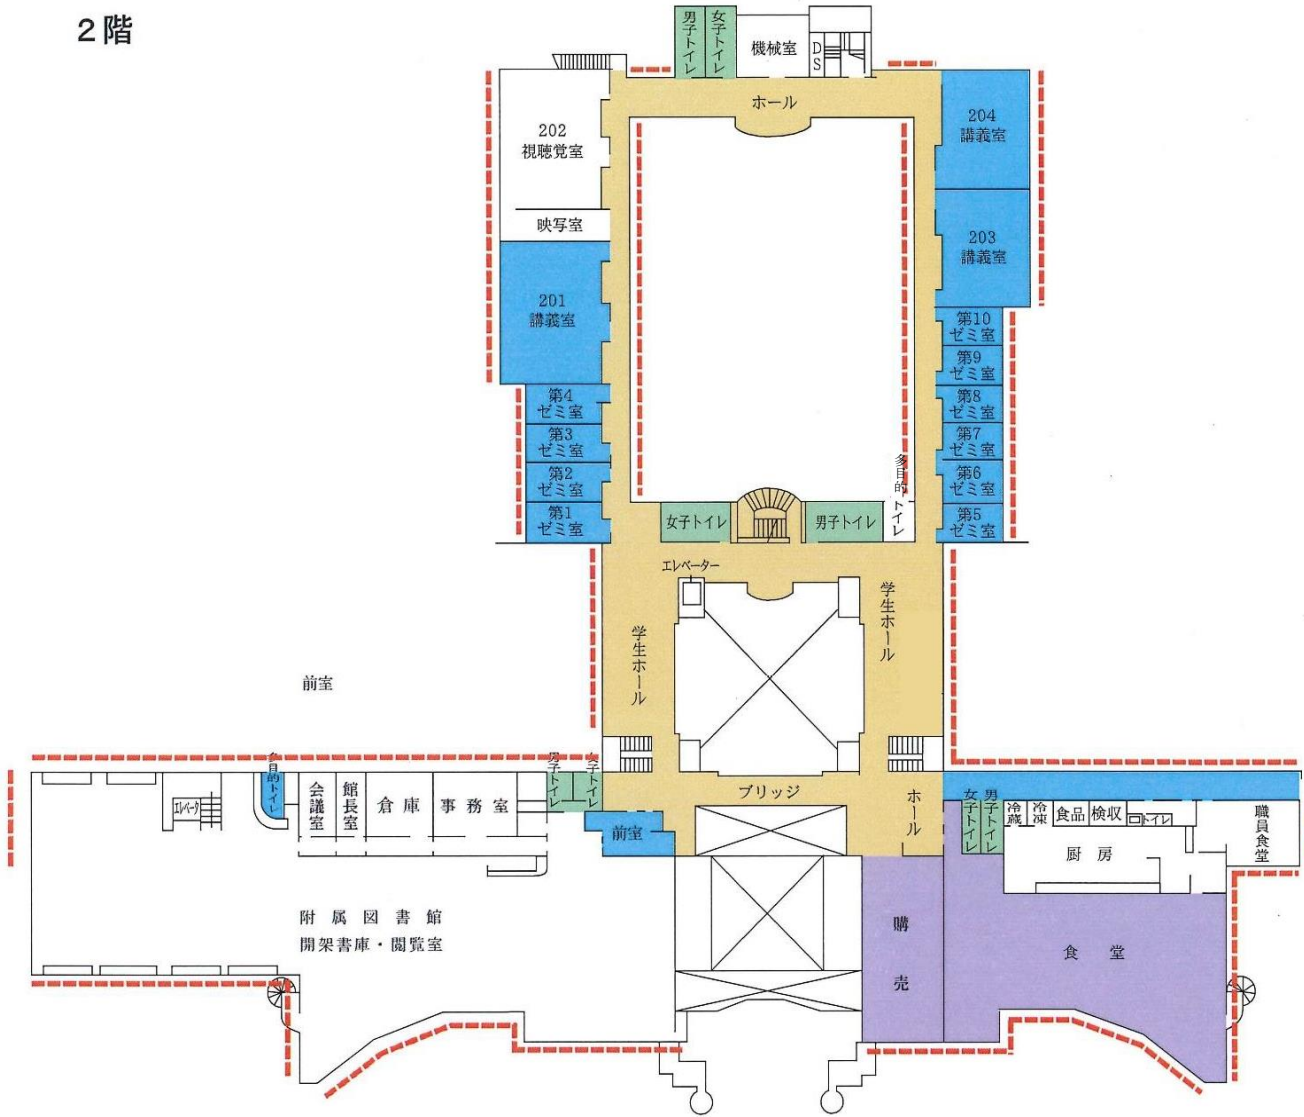 2階
男子トイレ
女子トイレ
機械室
DS
ホール
202
視聴覚室
204
講義室
映写室
203
講義室
201
講義室
第10
ゼミ室
第9
ゼミ室
第4
ゼミ室
第8
ゼミ室
第3
ゼミ室
第7
ゼミ室
第2
ゼミ室
第6
ゼミ室
多目的トイレ
第1
ゼミ室
女子トイレ
男子トイレ
第5
ゼミ室
エレベーター
学生ホール
学生ホール
前室
多目的トイレ
男子トイレ
女子トイレ
エレベータ
会議室
館長室
倉庫
事務室
前室
ブリッジ
ホール
女子トイレ
男子トイレ
冷蔵
冷凍
食品
検収
トイレ
職員食堂
厨房
附属図書館
開架書庫・閲覧室
購売
食堂